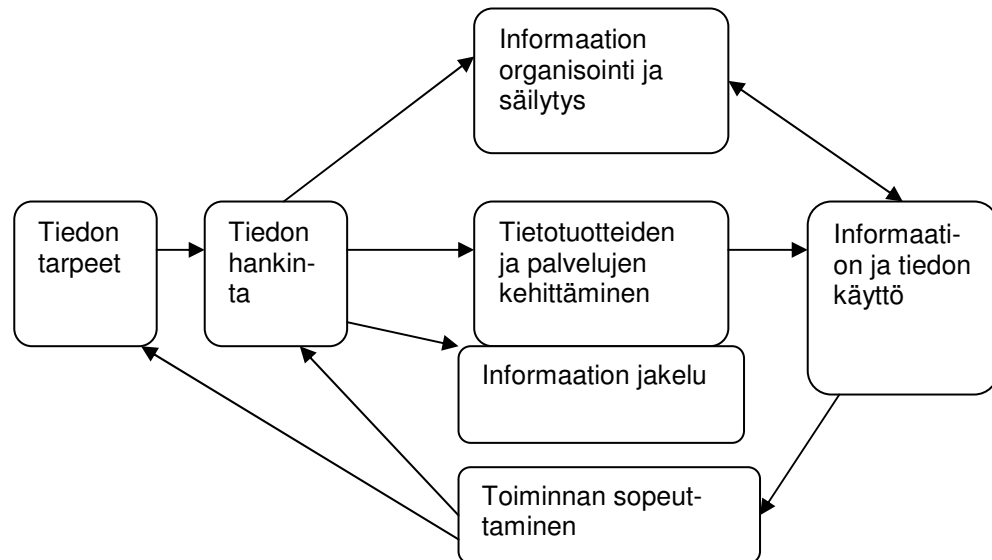 Informaation
organisointi ja
säilytys
Tiedon
tarpeet
Tiedon
hankin-
ta
Tietotuotteiden
ja palvelujen
kehittäminen
Informaati-
on ja tiedon
käyttö
Informaation jakelu
Toiminnan sopeut-
taminen